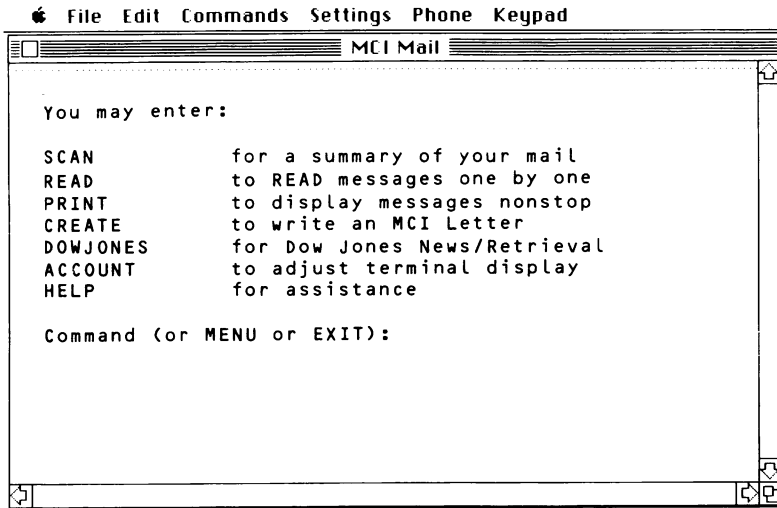 File Edit Commands Settings Phone Keypad
MCI Mail
You may enter:
SCAN for a summary of your mail
READ to READ messages one by one
PRINT to display messages nonstop
CREATE to write an MCI Letter
DOWJONES for Dow Jones News/Retrieval
ACCOUNT to adjust terminal display
HELP for assistance
Command (or MENU or EXIT):